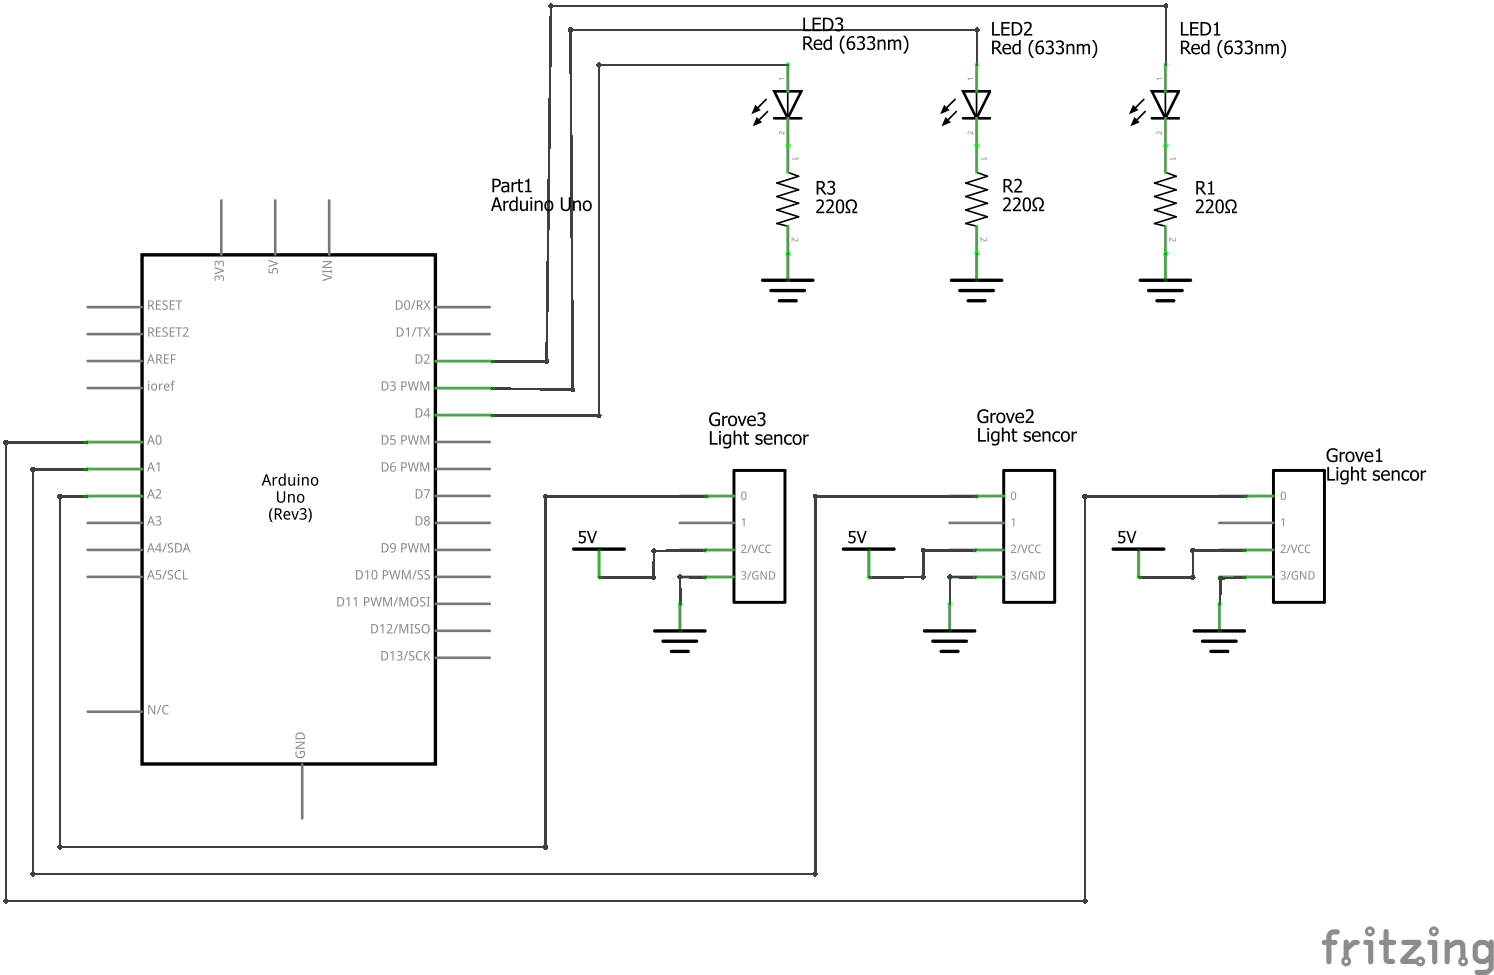 LED3
Red (633nm)
LED2
Red (633nm)
LED1
Red (633nm)
1
2
1
2
1
2
1
2
1
2
1
2
R3
220Ω
R2
220Ω
R1
220Ω
Part1
Arduino Uno
3V3
5V
VIN
RESET
RESET2
AREF
ioref
A0
A1
A2
A3
A4/SDA
A5/SCL
N/C
D0/RX
D1/TX
D2
D3 PWM
D4
D5 PWM
D6 PWM
D7
D8
D9 PWM
D10 PWM/SS
D11 PWM/MOSI
D12/MISO
D13/SCK
Arduino
Uno
(Rev3)
GND
Grove3
Light sencor
0
1
2/VCC
3/GND
5V
Grove2
Light sencor
0
1
2/VCC
3/GND
5V
Grove1
Light sencor
0
1
2/VCC
3/GND
5V
fritzing